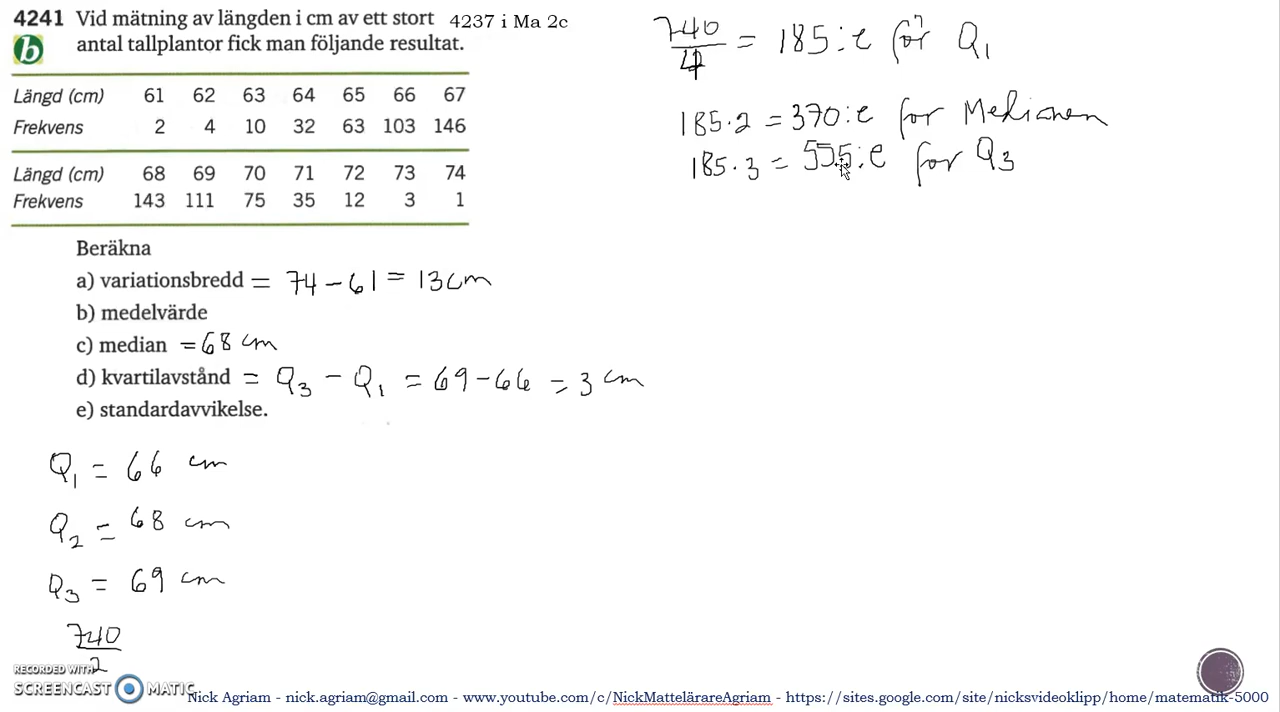 4241 Vid mätning av längden i cm av ett stort 4237 i Ma 2c
b antal tallplantor fick man följande resultat.
Längd (cm) 61 62 63 64 65 66 67
Frekvens 2 4 10 32 63 103 146
Längd (cm) 68 69 70 71 72 73 74
Frekvens 143 111 75 35 12 3 1
Beräkna
a) variationsbredd = 74 - 61 = 13 cm
b) medelvärde
c) median = 68 cm
d) kvartilavstånd = Q3 - Q1 = 69 - 66 = 3 cm
e) standardavvikelse.
Q1 = 66 cm
Q2 = 68 cm
Q3 = 69 cm
740
2
740
4 = 185:e för Q1
185·2 = 370:e for Medianen
185·3 = 555:e for Q3
RECORDED WITH
SCREENCAST MATIC
Nick Agriam - nick.agriam@gmail.com - www.youtube.com/c/NickMattelärareAgriam - https://sites.google.com/site/nicksvideoklipp/home/matematik-5000